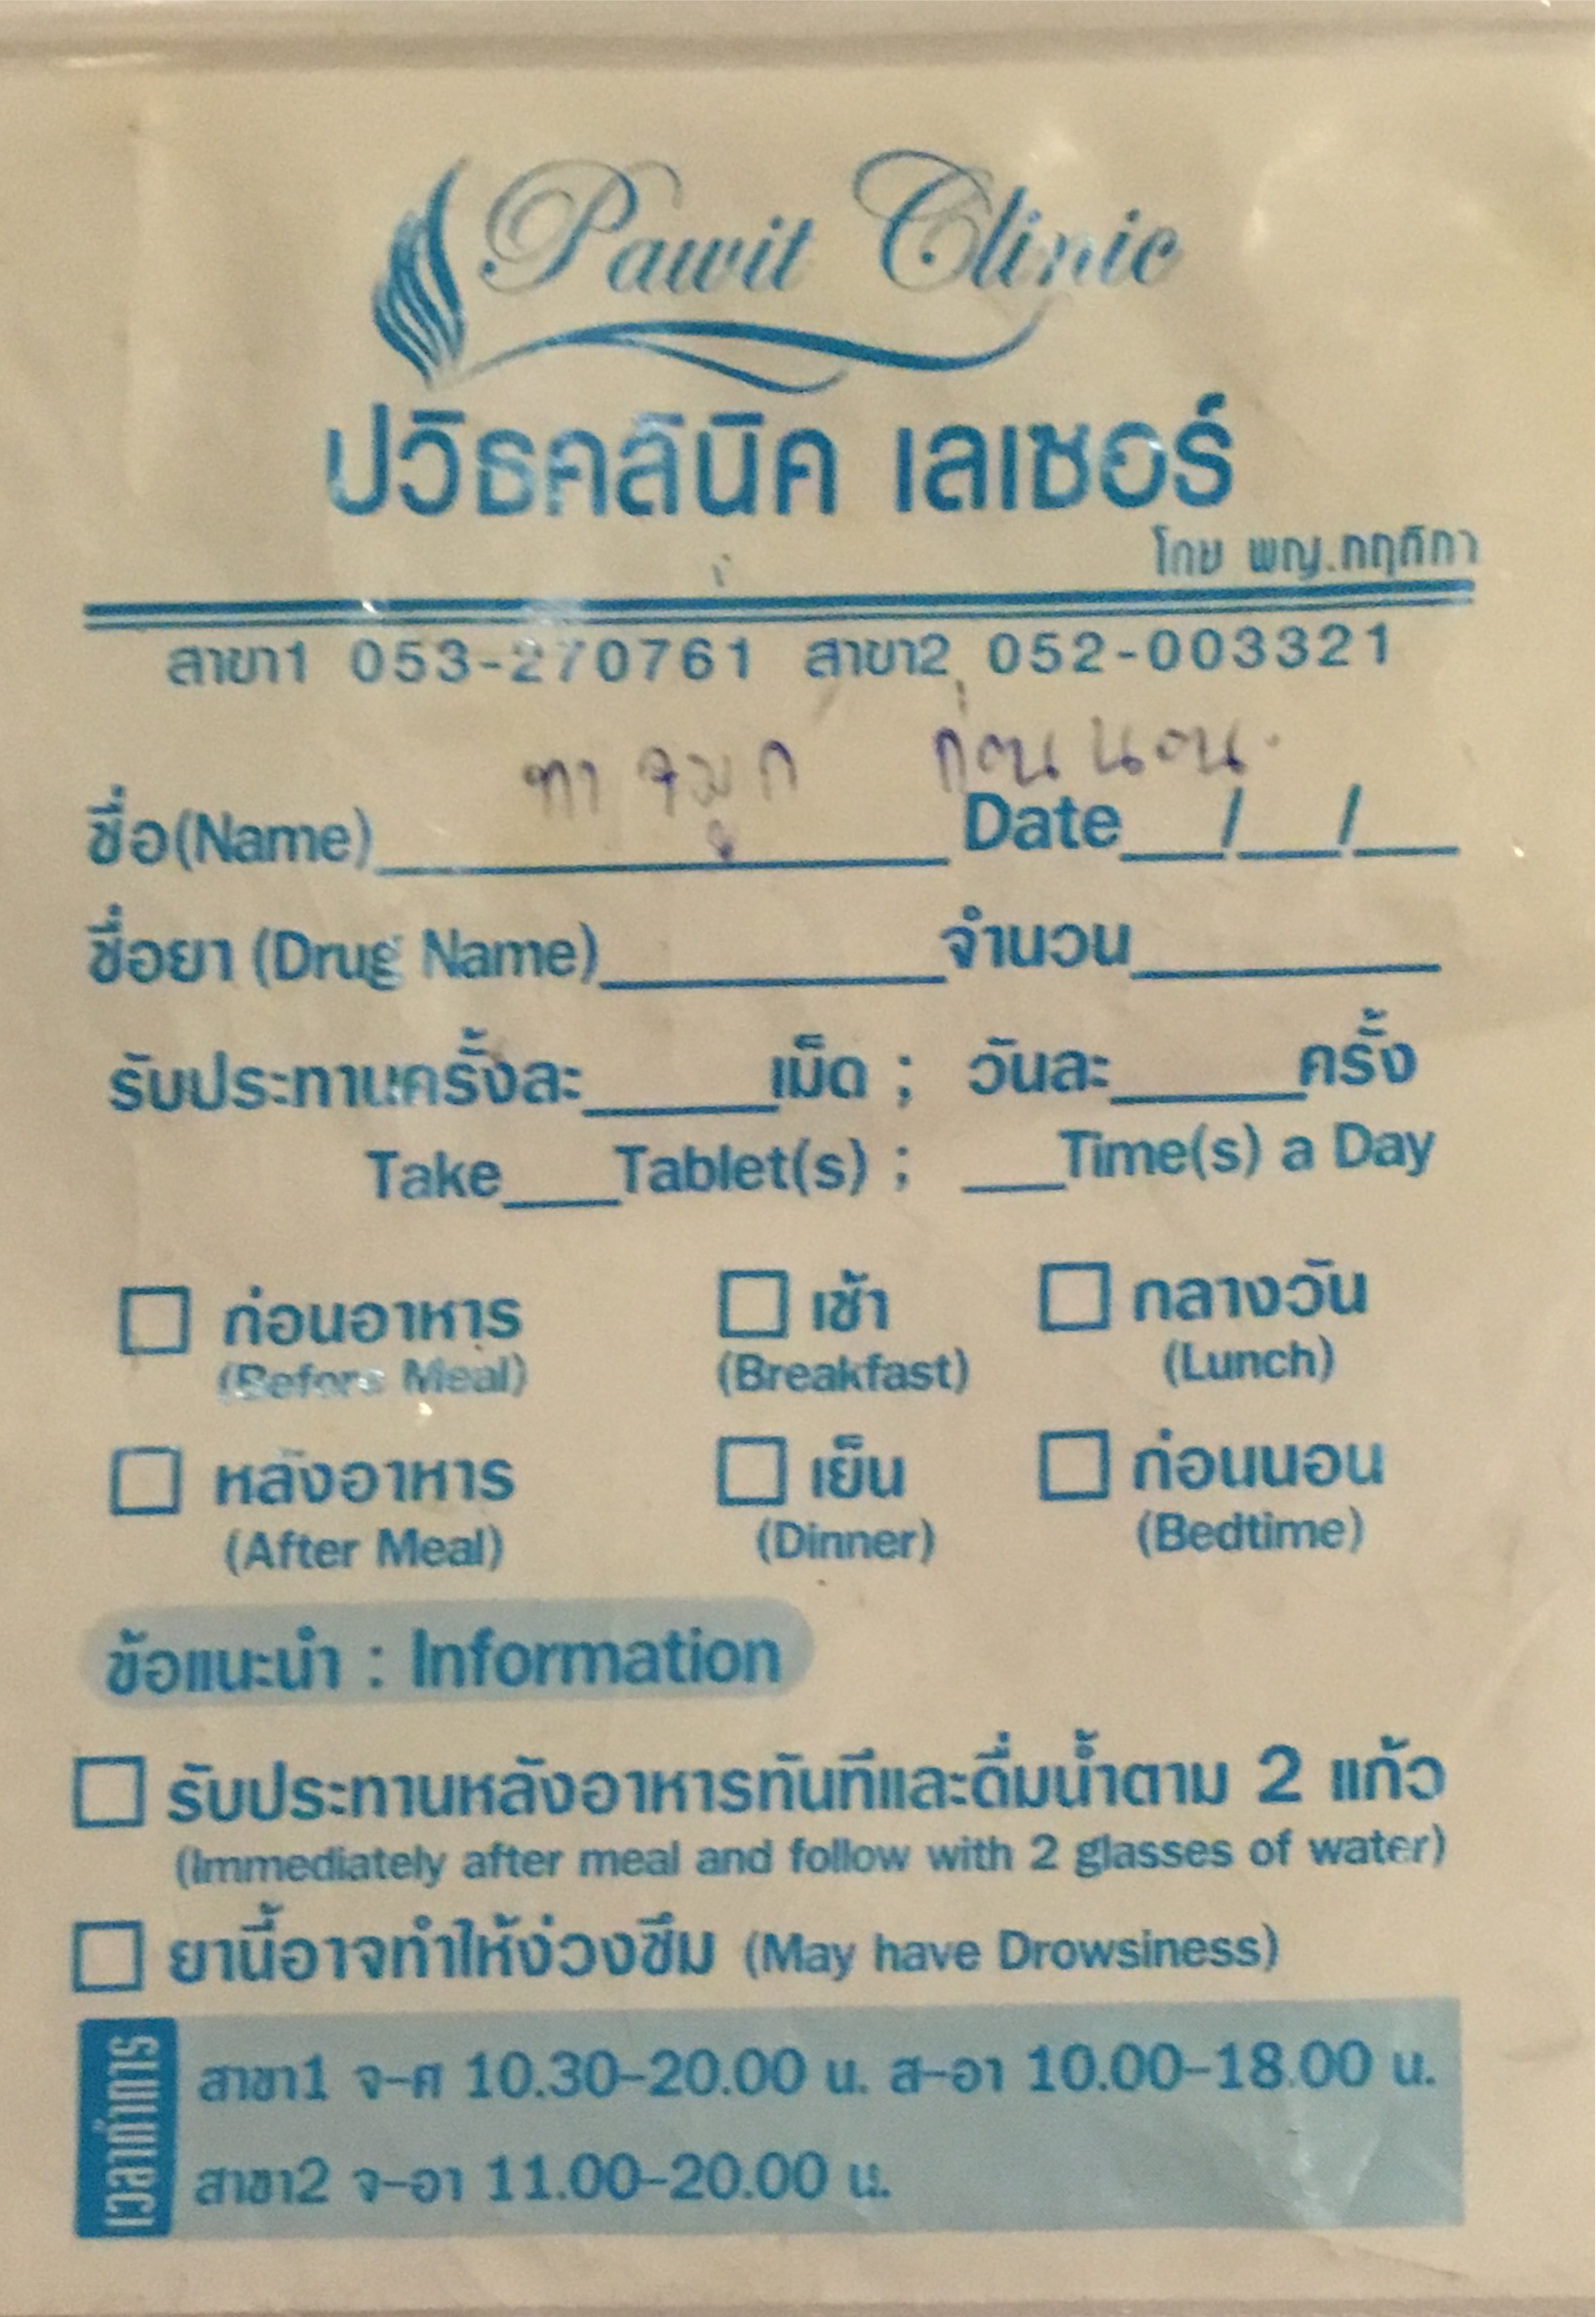 Pawit Clinic
ปวิธคลินิค เลเซอร์
โดย พญ.กฤติกา
สาขา1 053-270761 สาขา2 052-003321
ทาจมูก ก่อนนอน
ชื่อ(Name)____________ Date__/__/__
ชื่อยา (Drug Name)__________จำนวน__________
รับประทานครั้งละ_____เม็ด ; วันละ_____ครั้ง
Take___Tablet(s) ; ___Time(s) a Day
ก่อนอาหาร เช้า กลางวัน
(Before Meal) (Breakfast) (Lunch)
หลังอาหาร เย็น ก่อนนอน
(After Meal) (Dinner) (Bedtime)
ข้อแนะนำ : Information
รับประทานหลังอาหารทันทีและดื่มน้ำตาม 2 แก้ว
(Immediately after meal and follow with 2 glasses of water)
ยานี้อาจทำให้ง่วงซึม (May have Drowsiness)
เวลาเปิดทำการ
สาขา1 จ-ศ 10.30-20.00 น. ส-อา 10.00-18.00 น.
สาขา2 จ-อา 11.00-20.00 น.